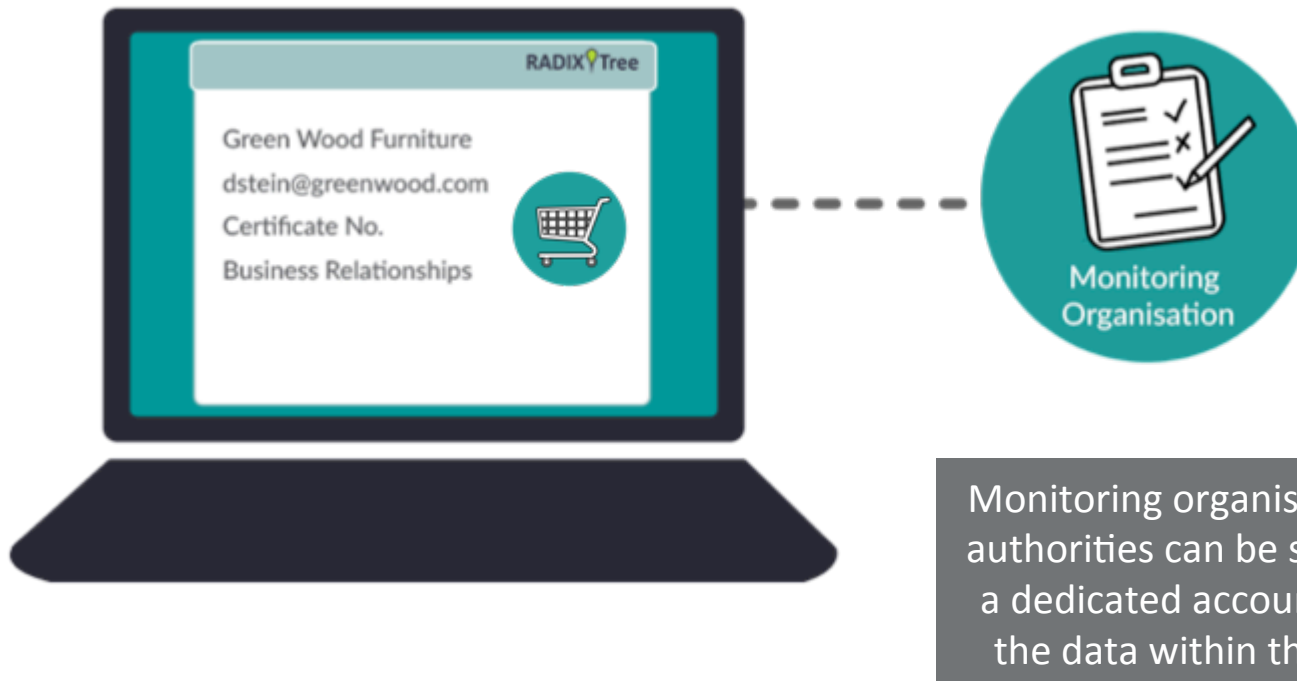 RADIX Tree
Green Wood Furniture
dstein@greenwood.com
Certificate No.
Business Relationships
Monitoring
Organisation
Monitoring
authorities can be
a dedicated
the data within